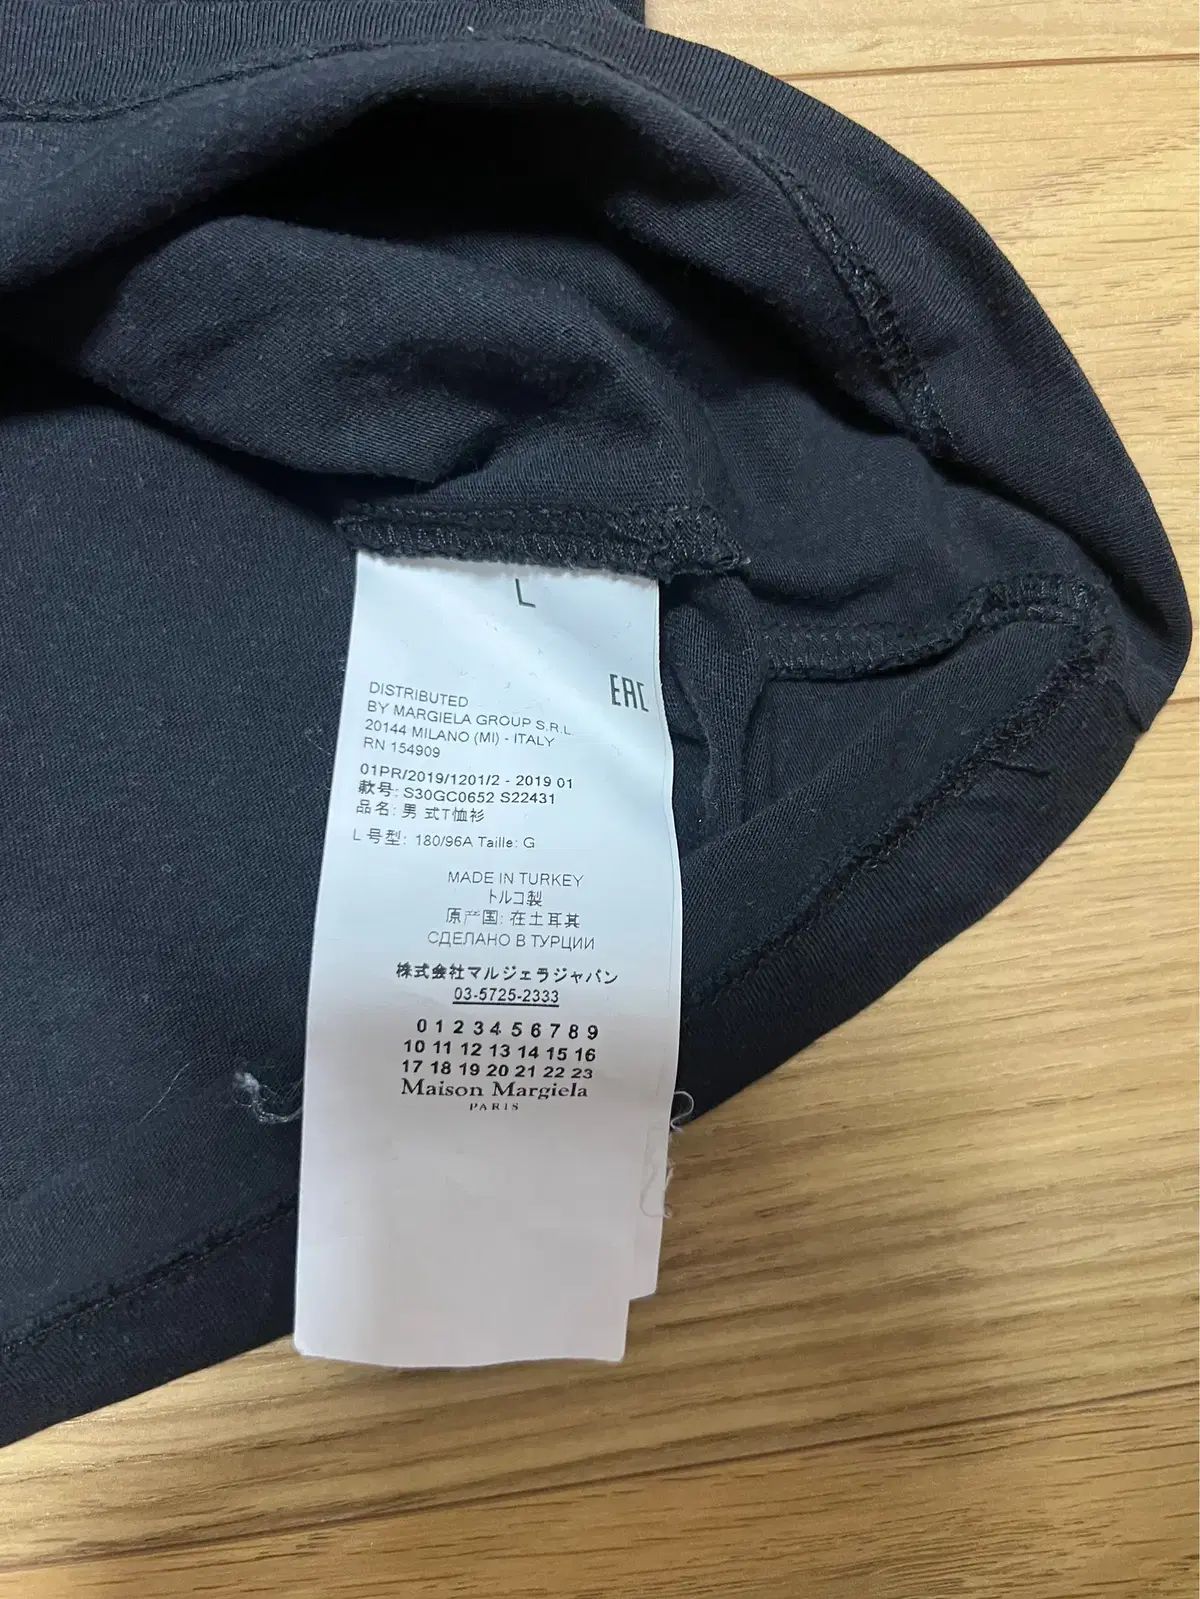 L
EAC
DISTRIBUTED
BY MARGIELA GROUP S.R.L.
20144 MILANO (MI) - ITALY
RN 154909
01PR/2019/1201/2 - 2019 01
款号: S30GC0652 S22431
品名: 男 式T恤衫
L 号型: 180/96A Taille: G
MADE IN TURKEY
トルコ製
原产国: 在土耳其
СДЕЛАНО В ТУРЦИИ
株式会社マルジェラジャパン
03-5725-2333
0 1 2 3 4 5 6 7 8 9
10 11 12 13 14 15 16
17 18 19 20 21 22 23
Maison Margiela
PARIS